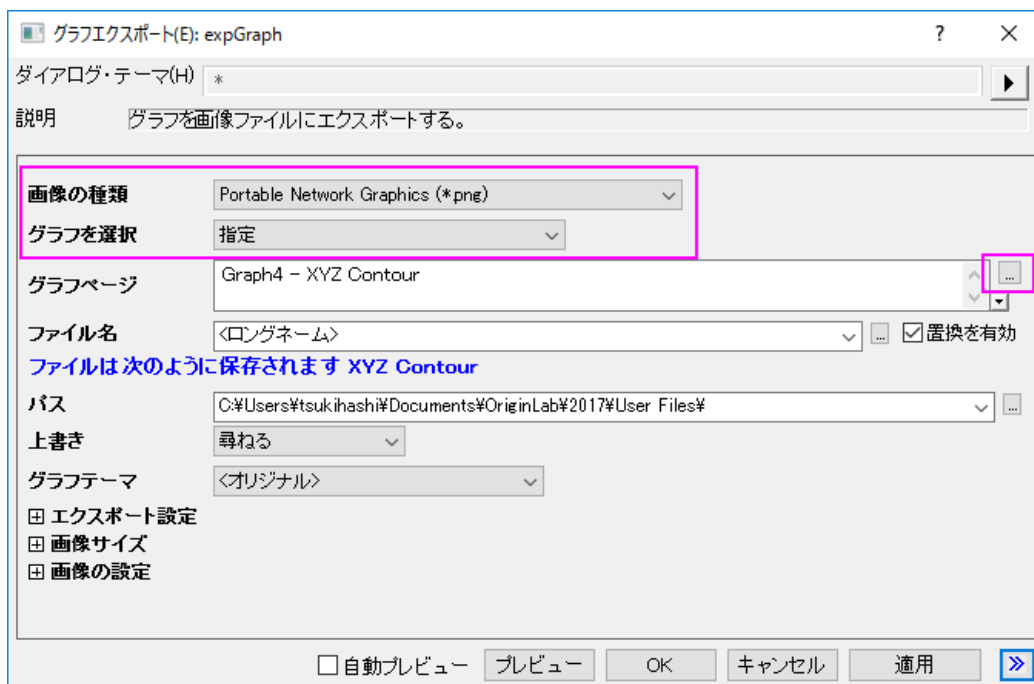 グラフエクスポート(E): expGraph ? ×
ダイアログ・テーマ(H) *
説明 グラフを画像ファイルにエクスポートする。
画像の種類 Portable Network Graphics (*.png)
グラフを選択 指定
グラフページ Graph4 - XYZ Contour ...
ファイル名 <ロングネーム> ... 置換を有効
ファイルは次のように保存されます XYZ Contour
パス C:¥Users¥tsukihashi¥Documents¥OriginLab¥2017¥User Files¥ ...
上書き 尋ねる
グラフテーマ <オリジナル>
エクスポート設定
画像サイズ
画像の設定
自動プレビュー プレビュー OK キャンセル 適用 »